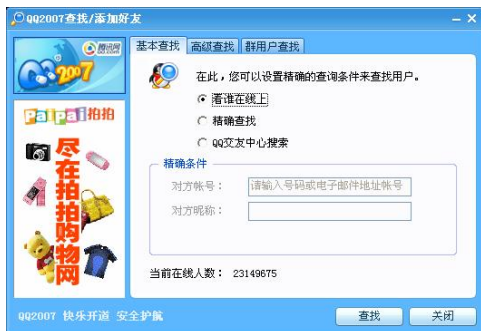 QQ2007查找/添加好友
腾讯网
QQ.com
QQ2007
基本查找 高级查找 群用户查找
在此，您可以设置精确的查询条件来查找用户。
看谁在线上
精确查找
QQ交友中心搜索
精确条件
对方帐号：
请输入号码或电子邮件地址帐号
对方昵称：
当前在线人数： 23149675
PaiPai拍拍
尽在拍拍购物网
QQ2007 快乐开道 安全护航
查找 关闭